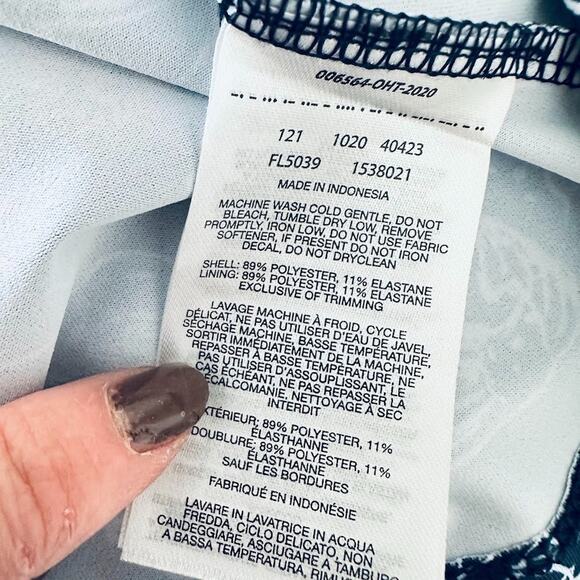 006564-OHT-2020
121 1020 40423
FL5039 1538021
MADE IN INDONESIA
MACHINE WASH COLD GENTLE, DO NOT
BLEACH, TUMBLE DRY LOW, REMOVE
PROMPTLY, IRON LOW, DO NOT USE FABRIC
SOFTENER, IF PRESENT DO NOT IRON
DECAL, DO NOT DRYCLEAN
SHELL: 89% POLYESTER, 11% ELASTANE
LINING: 89% POLYESTER, 11% ELASTANE
EXCLUSIVE OF TRIMMING
LAVAGE MACHINE À FROID, CYCLE
DÉLICAT, NE PAS UTILISER D'EAU DE JAVEL,
SÉCHAGE MACHINE, BASSE TEMPÉRATURE,
SORTIR IMMÉDIATEMENT DE LA MACHINE,
REPASSER À BASSE TEMPÉRATURE, NE
PAS UTILISER D'ASSOUPLISSANT, LE
CAS ÉCHÉANT, NE PAS REPASSER LA
ÉCALCOMANIE, NETTOYAGE À SEC
INTERDIT
XTÉRIEUR: 89% POLYESTER, 11%
ÉLASTHANNE
DOUBLURE: 89% POLYESTER, 11%
ÉLASTHANNE
SAUF LES BORDURES
FABRIQUÉ EN INDONÉSIE
LAVARE IN LAVATRICE IN ACQUA
FREDDA, CICLO DELICATO, NON
CANDEGGIARE, ASCIUGARE A TAMBURO
A BASSA TEMPERATURA,